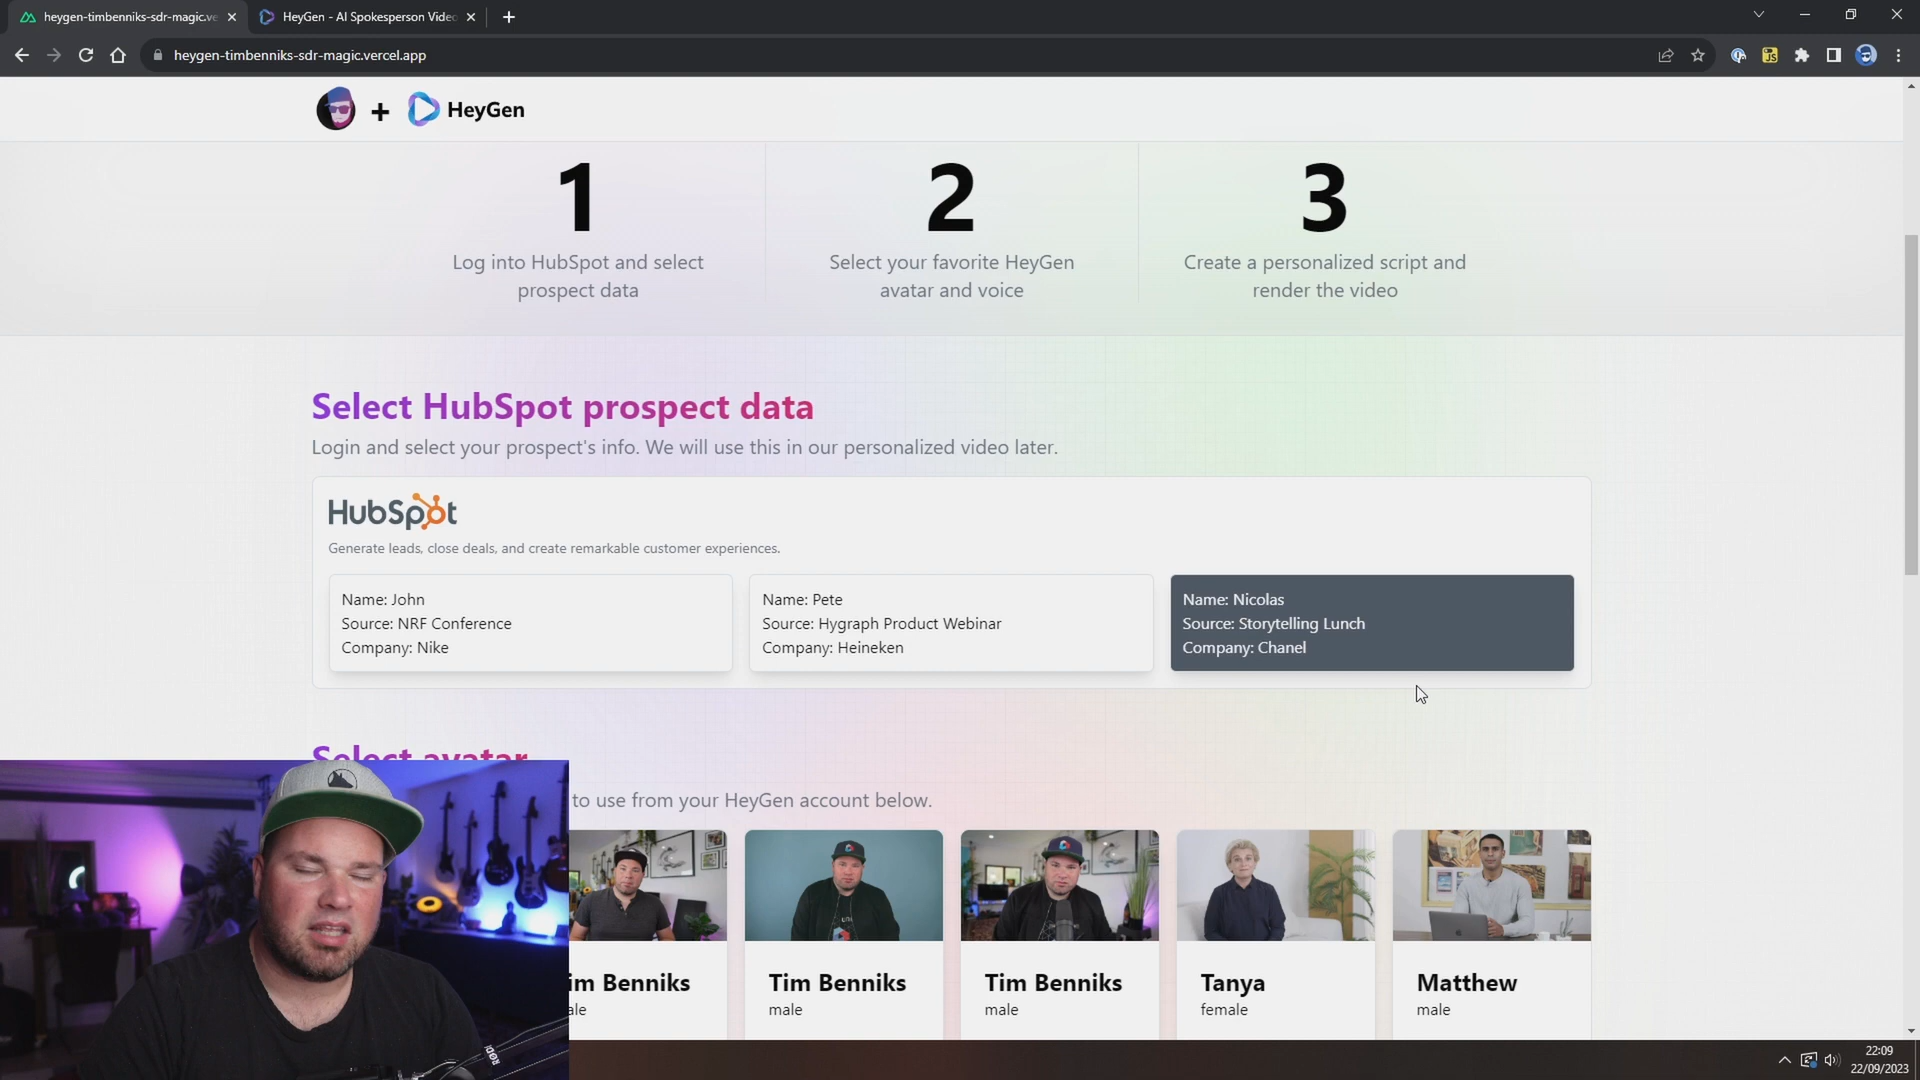 heygen-timbenniks-sdr-magic.ve
HeyGen - AI Spokesperson Video
heygen-timbenniks-sdr-magic.vercel.app
JS
+ HeyGen
1
Log into HubSpot and select
prospect data
2
Select your favorite HeyGen
avatar and voice
3
Create a personalized script and
render the video
Select HubSpot prospect data
Login and select your prospect's info. We will use this in our personalized video later.
HubSpot
Generate leads, close deals, and create remarkable customer experiences.
Name: John
Source: NRF Conference
Company: Nike
Name: Pete
Source: Hygraph Product Webinar
Company: Heineken
Name: Nicolas
Source: Storytelling Lunch
Company: Chanel
Select avatar
to use from your HeyGen account below.
im Benniks
ale
Tim Benniks
male
Tim Benniks
male
Tanya
female
Matthew
male
RØD
22:09
22/09/2023